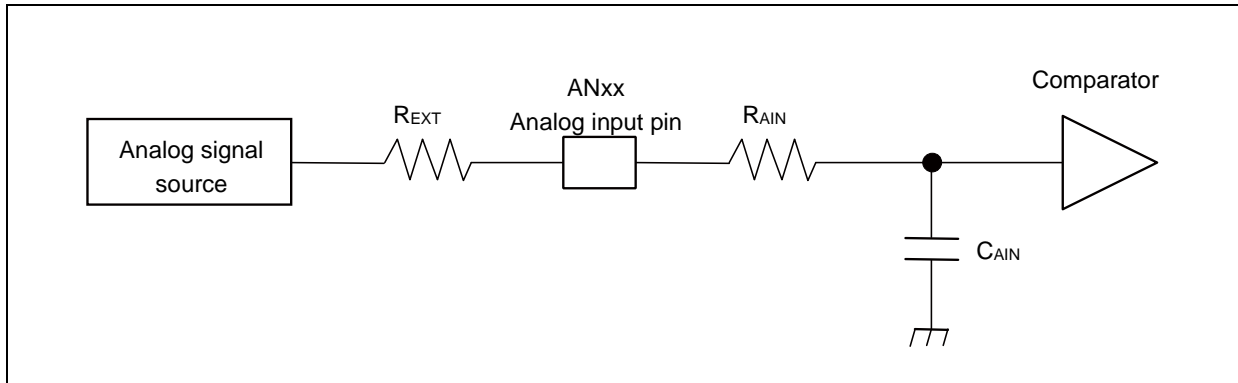 Comparator
ANxx
Analog input pin
REXT
RAIN
Analog signal
source
CAIN